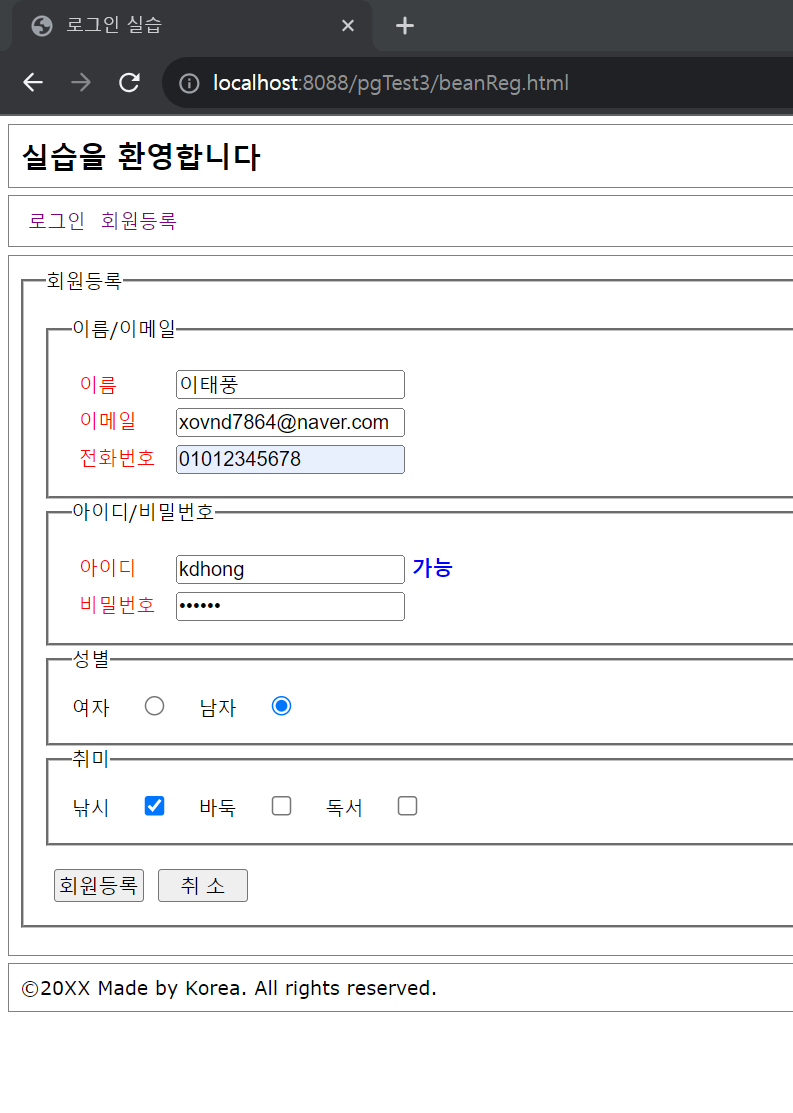 로그인 실습
localhost:8088/pgTest3/beanReg.html
실습을 환영합니다
로그인 회원등록
회원등록
이름/이메일
이름 이태풍
이메일 xovnd7864@naver.com
전화번호 01012345678
아이디/비밀번호
아이디 kdhong 가능
비밀번호 ••••••
성별
여자 남자
취미
낚시 바둑 독서
회원등록 취 소
©20XX Made by Korea. All rights reserved.